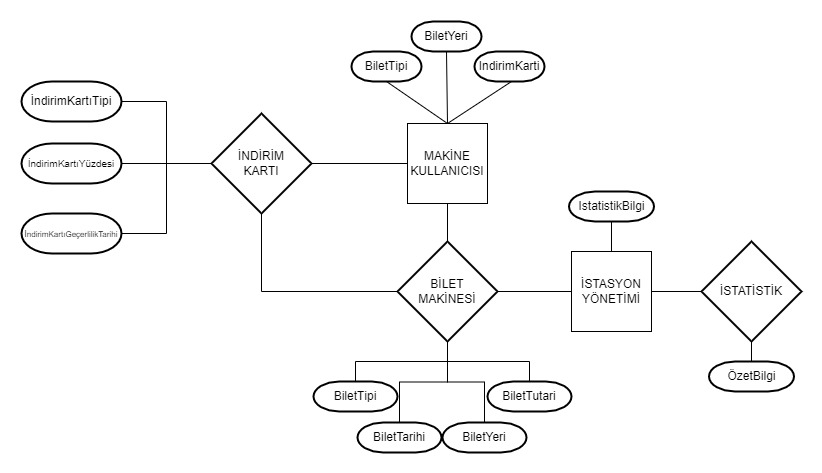 BiletYeri
BiletTipi
IndirimKarti
İndirimKartıTipi
İNDİRİM
KARTI
MAKİNE
KULLANICISI
İndirimKartıYüzdesi
İndirimKartıGeçerlilikTarihi
IstatistikBilgi
BİLET
MAKİNESİ
İSTASYON
YÖNETİMİ
İSTATİSTİK
ÖzetBilgi
BiletTipi
BiletTutari
BiletTarihi
BiletYeri